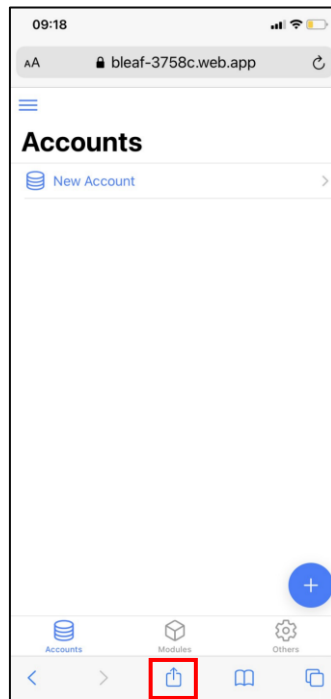 09:18
AA bleaf-3758c.web.app
Accounts
New Account
Accounts Modules Others